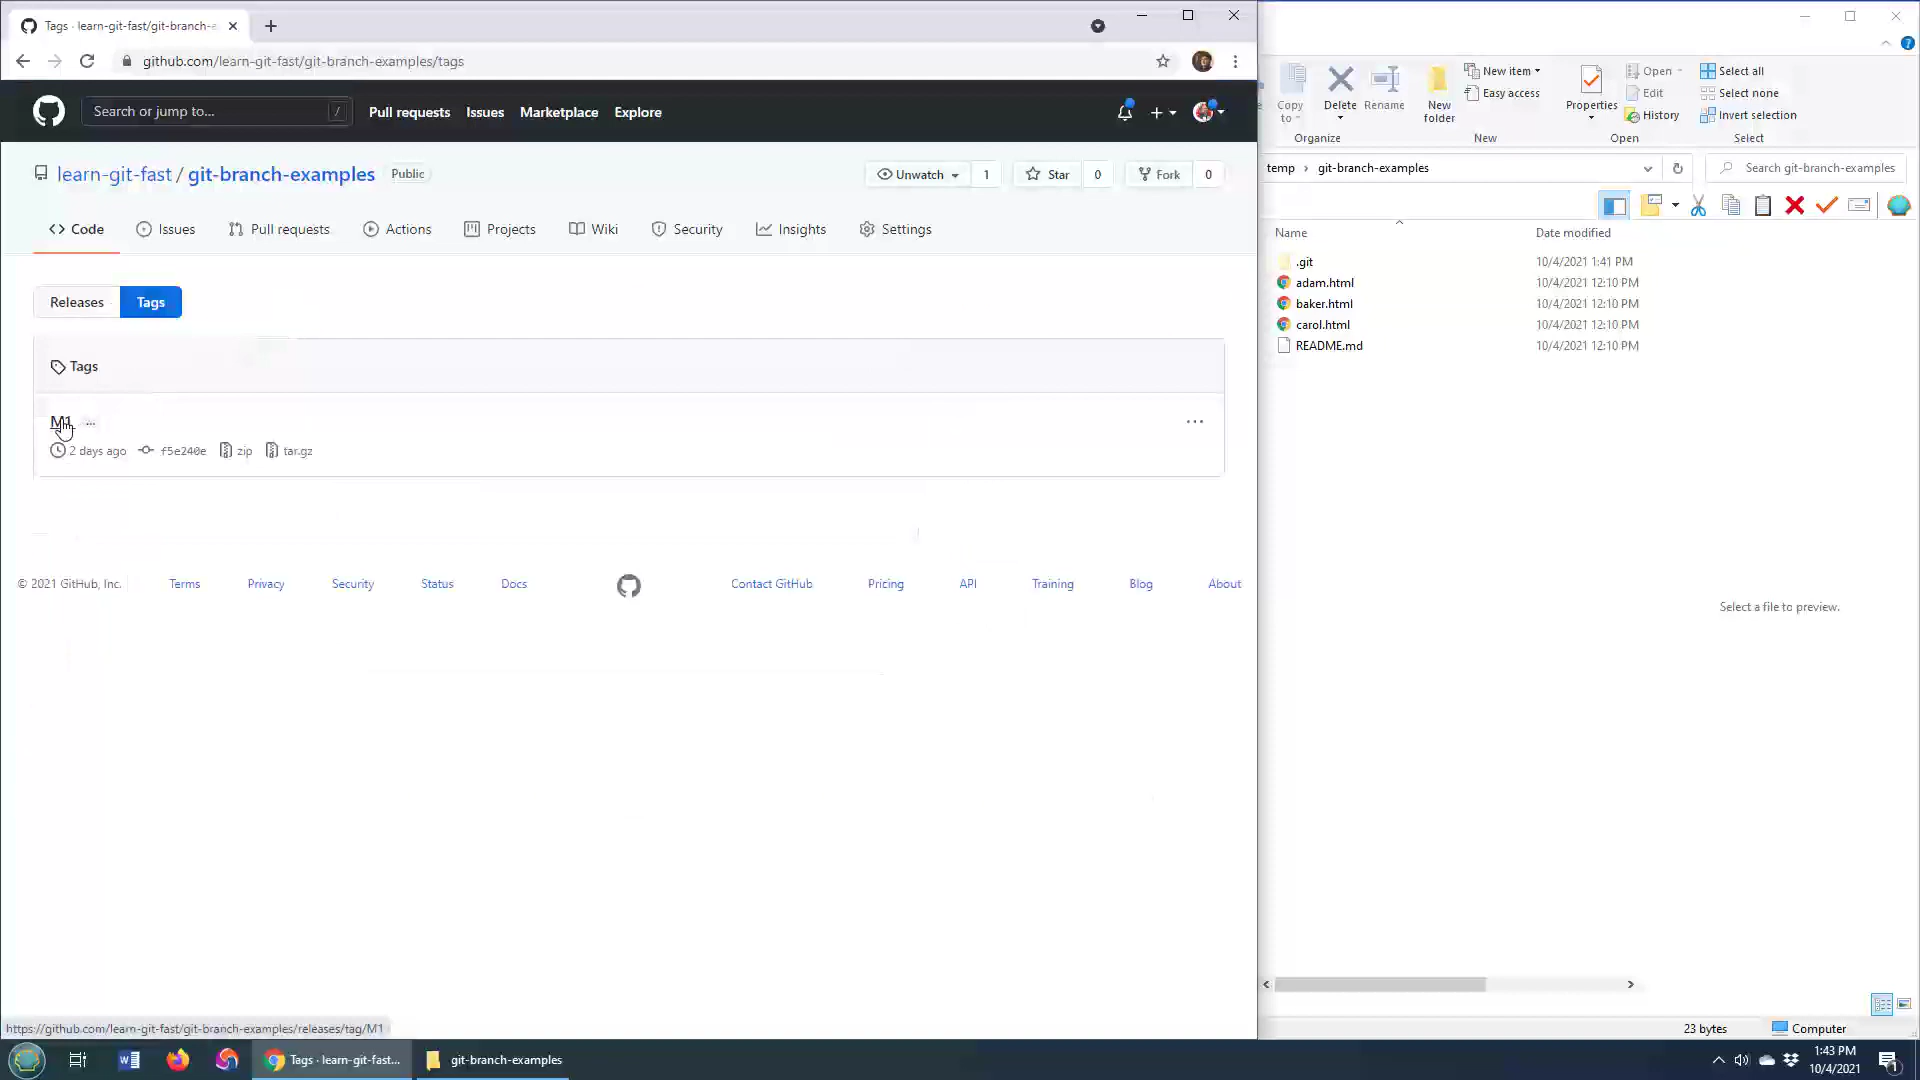 Tags · learn-git-fast/git-branch-e
github.com/learn-git-fast/git-branch-examples/tags
Search or jump to... /
Pull requests Issues Marketplace Explore
learn-git-fast / git-branch-examples Public
Unwatch 1 Star 0 Fork 0
Code Issues Pull requests Actions Projects Wiki Security Insights Settings
Releases Tags
Tags
M1 ...
2 days ago f5e240e zip tar.gz
© 2021 GitHub, Inc. Terms Privacy Security Status Docs Contact GitHub Pricing API Training Blog About
https://github.com/learn-git-fast/git-branch-examples/releases/tag/M1
Copy to Delete Rename New folder Properties
New item Open Select all
Easy access Edit Select none
History Invert selection
Organize New Open Select
temp › git-branch-examples Search git-branch-examples
Name Date modified
.git 10/4/2021 1:41 PM
adam.html 10/4/2021 12:10 PM
baker.html 10/4/2021 12:10 PM
carol.html 10/4/2021 12:10 PM
README.md 10/4/2021 12:10 PM
Select a file to preview.
23 bytes Computer
Tags · learn-git-fast... git-branch-examples
1:43 PM
10/4/2021
1